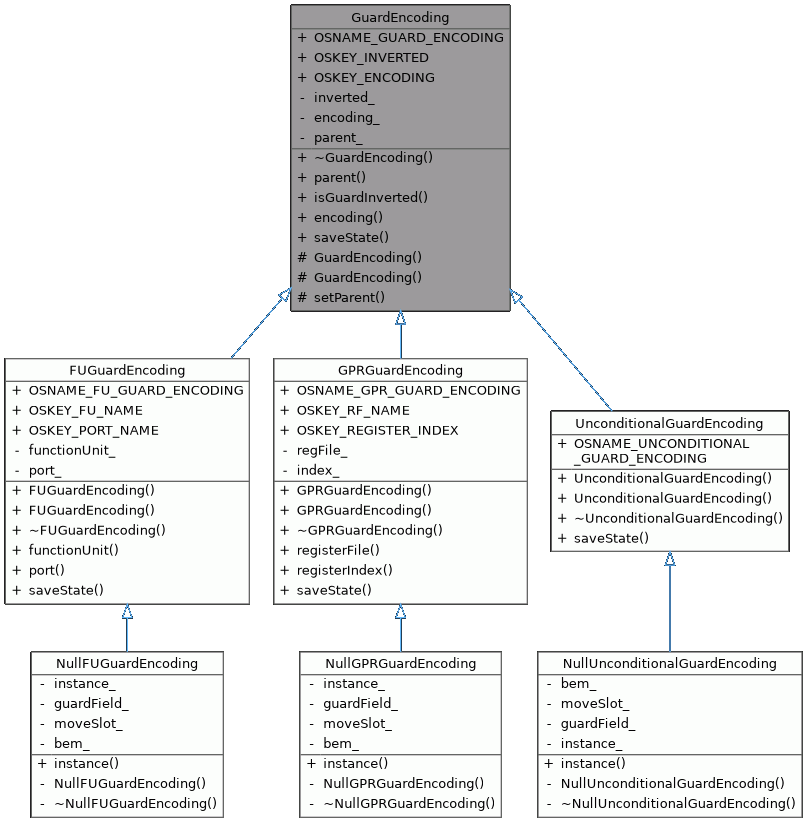 GuardEncoding
+ OSNAME_GUARD_ENCODING
+ OSKEY_INVERTED
+ OSKEY_ENCODING
- inverted_
- encoding_
- parent_
+ ~GuardEncoding()
+ parent()
+ isGuardInverted()
+ encoding()
+ saveState()
# GuardEncoding()
# GuardEncoding()
# setParent()
FUGuardEncoding
+ OSNAME_FU_GUARD_ENCODING
+ OSKEY_FU_NAME
+ OSKEY_PORT_NAME
- functionUnit_
- port_
+ FUGuardEncoding()
+ FUGuardEncoding()
+ ~FUGuardEncoding()
+ functionUnit()
+ port()
+ saveState()
GPRGuardEncoding
+ OSNAME_GPR_GUARD_ENCODING
+ OSKEY_RF_NAME
+ OSKEY_REGISTER_INDEX
- regFile_
- index_
+ GPRGuardEncoding()
+ GPRGuardEncoding()
+ ~GPRGuardEncoding()
+ registerFile()
+ registerIndex()
+ saveState()
UnconditionalGuardEncoding
+ OSNAME_UNCONDITIONAL
_GUARD_ENCODING
+ UnconditionalGuardEncoding()
+ UnconditionalGuardEncoding()
+ ~UnconditionalGuardEncoding()
+ saveState()
NullFUGuardEncoding
- instance_
- guardField_
- moveSlot_
- bem_
+ instance()
- NullFUGuardEncoding()
- ~NullFUGuardEncoding()
NullGPRGuardEncoding
- instance_
- guardField_
- moveSlot_
- bem_
+ instance()
- NullGPRGuardEncoding()
- ~NullGPRGuardEncoding()
NullUnconditionalGuardEncoding
- bem_
- moveSlot_
- guardField_
- instance_
+ instance()
- NullUnconditionalGuardEncoding()
- ~NullUnconditionalGuardEncoding()